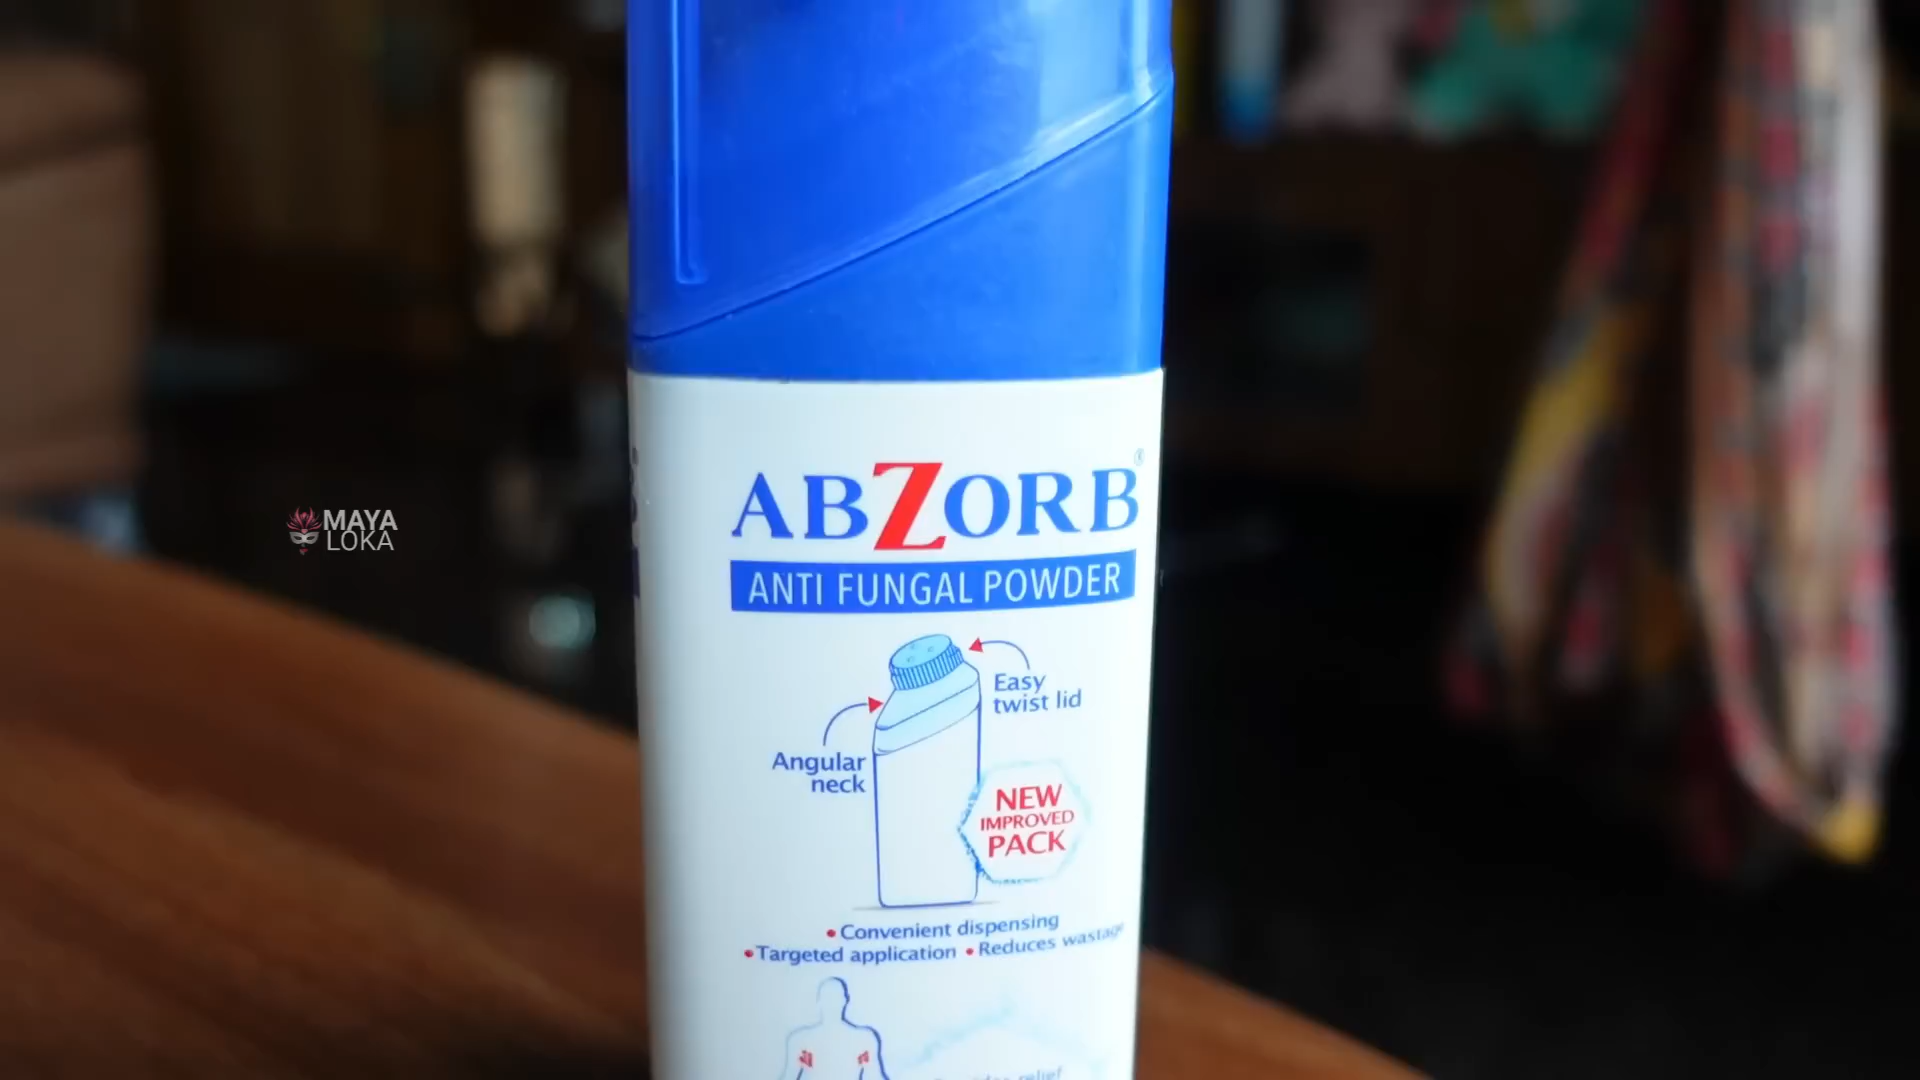 MAYA
LOKA
ABZORB®
ANTI FUNGAL POWDER
Easy
twist lid
Angular
neck
NEW
IMPROVED
PACK
• Convenient dispensing
• Targeted application • Reduces wastage
relief